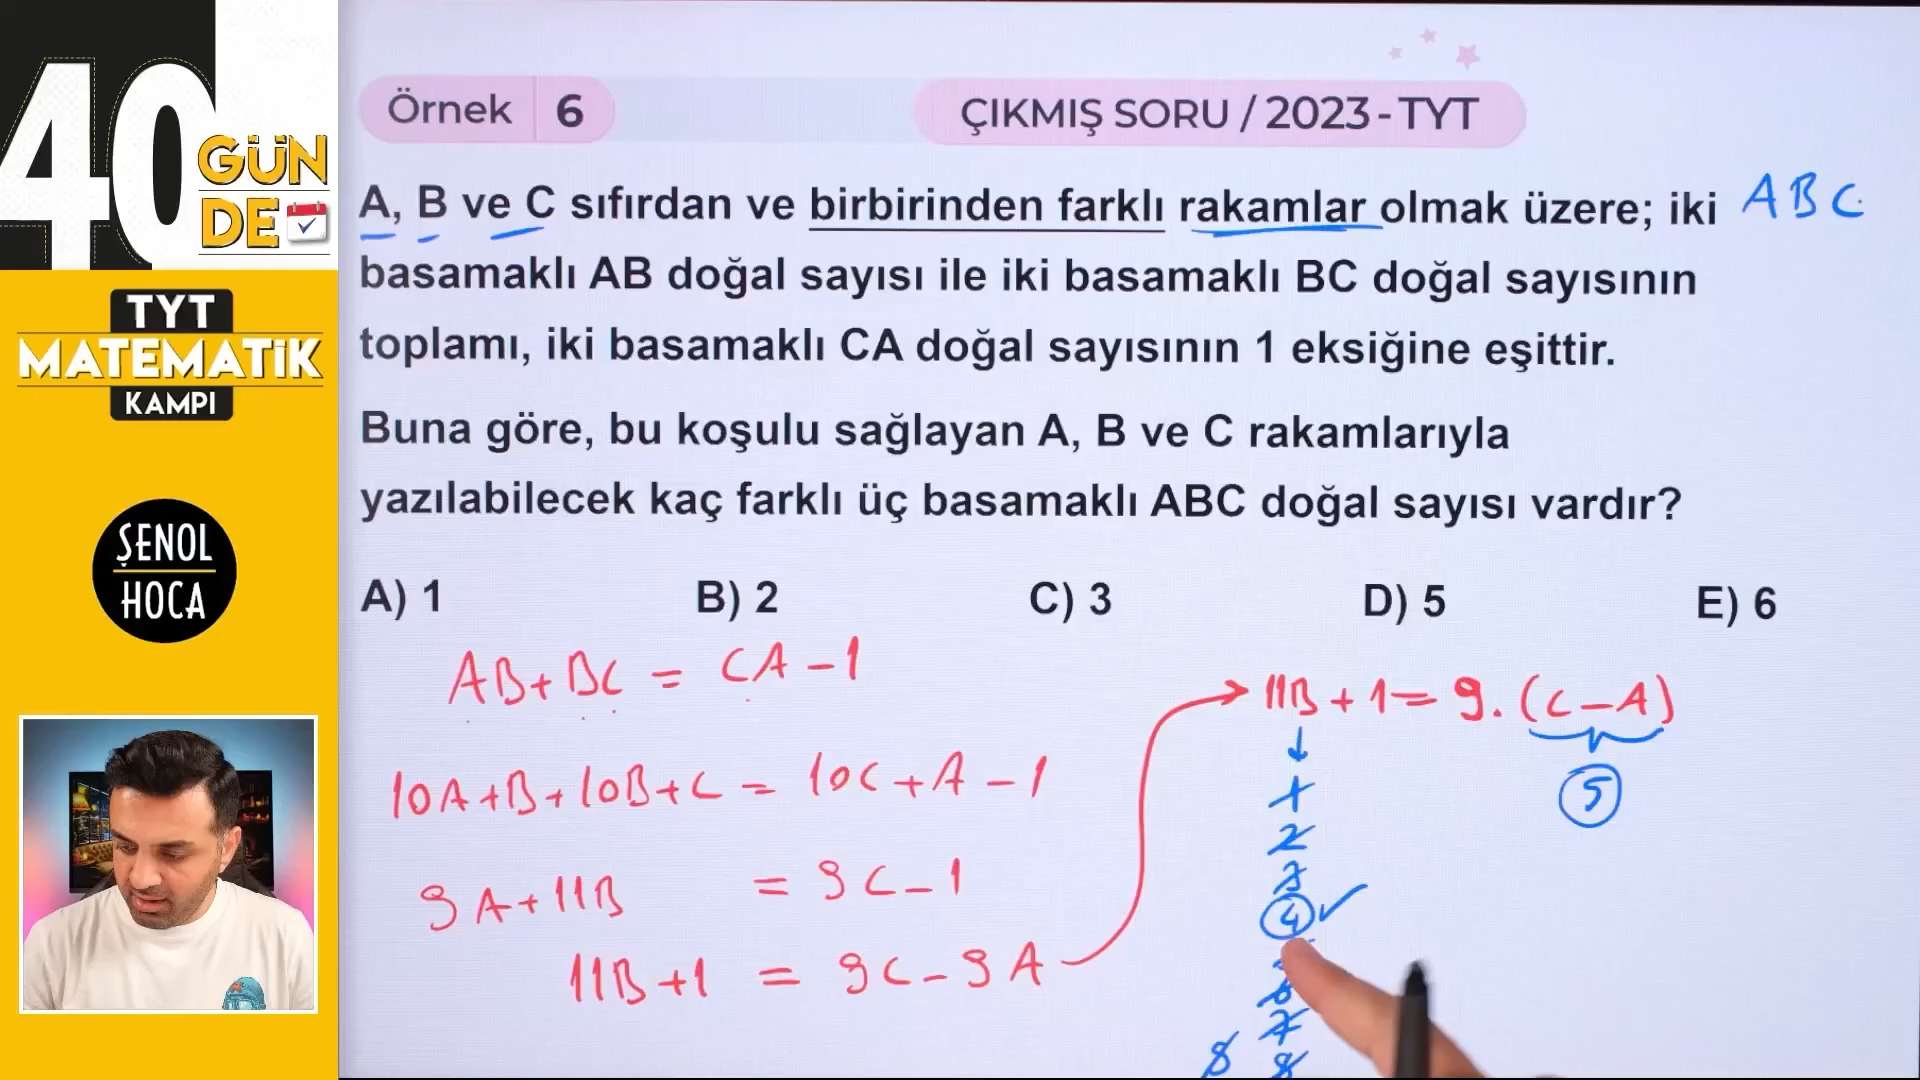 40
GÜN
DE
TYT
MATEMATİK
KAMPI
ŞENOL
HOCA
Örnek 6
ÇIKMIŞ SORU / 2023 - TYT
A, B ve C sıfırdan ve birbirinden farklı rakamlar olmak üzere; iki ABC
basamaklı AB doğal sayısı ile iki basamaklı BC doğal sayısının
toplamı, iki basamaklı CA doğal sayısının 1 eksiğine eşittir.
Buna göre, bu koşulu sağlayan A, B ve C rakamlarıyla
yazılabilecek kaç farklı üç basamaklı ABC doğal sayısı vardır?
A) 1 B) 2 C) 3 D) 5 E) 6
AB + BC = CA - 1
10A + B + 10B + C = 10C + A - 1
9A + 11B = 9C - 1
11B + 1 = 9C - 9A
11B + 1 = 9.(C - A)
5
1
2
3
4
6
7
8 8